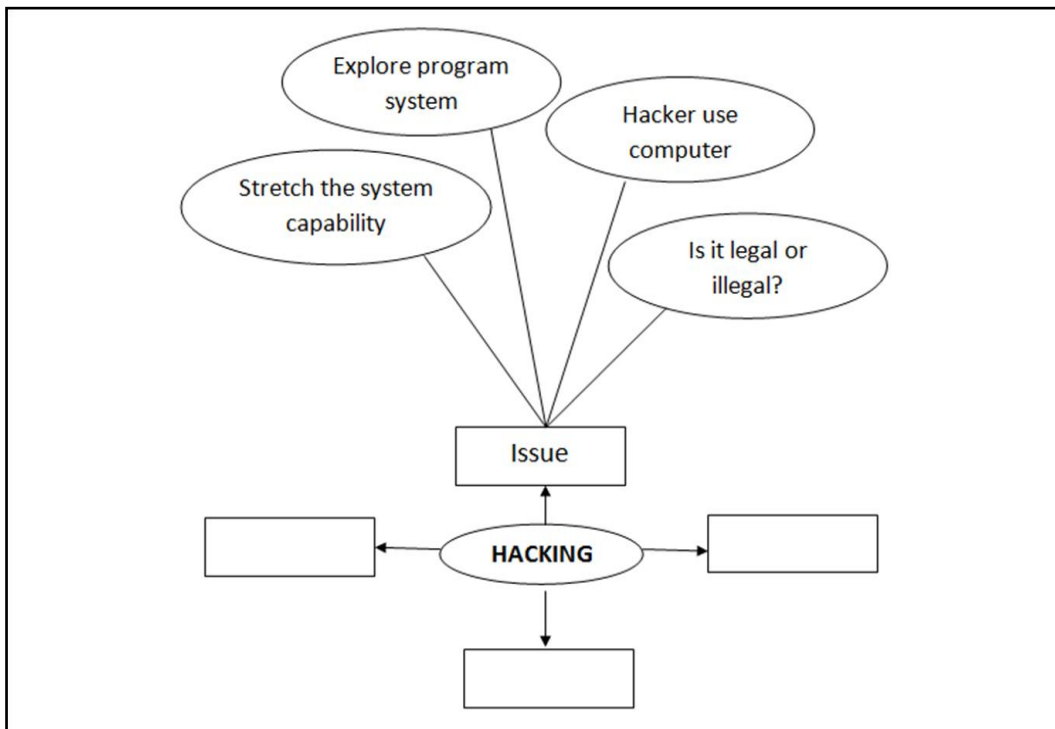 Explore program
system
Hacker use
computer
Stretch the system
capability
Is it legal or
illegal?
Issue
HACKING